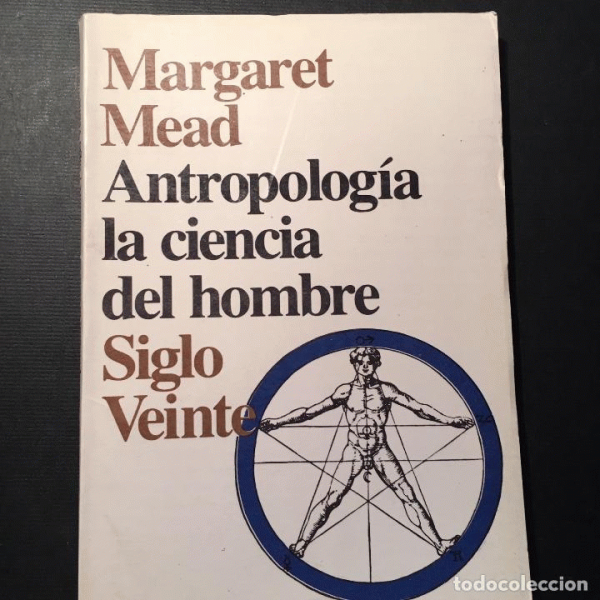 Margaret
Mead
Antropología
la ciencia
del hombre
Siglo
Veinte
todocoleccion